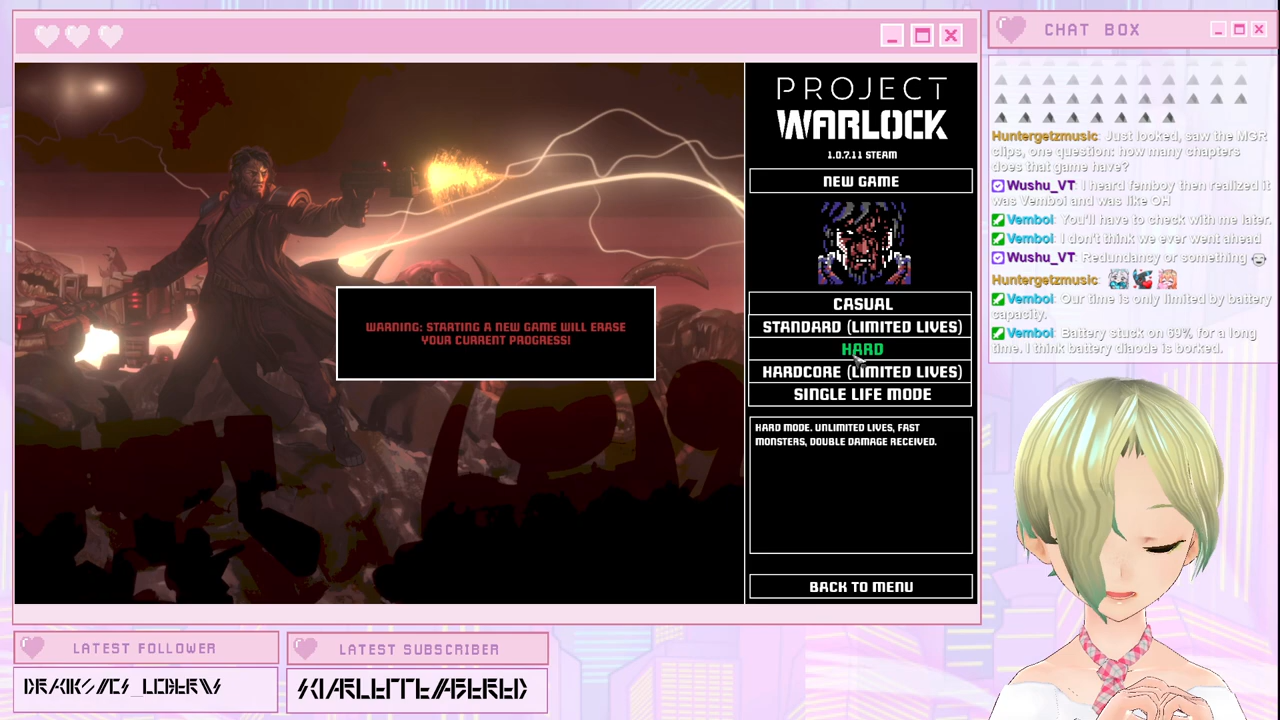 CHAT BOX
PROJECT
WARLOCK
1.0.7.11 STEAM
NEW GAME
CASUAL
STANDARD (LIMITED LIVES)
HARD
HARDCORE (LIMITED LIVES)
SINGLE LIFE MODE
HARD MODE. UNLIMITED LIVES, FAST
MONSTERS, DOUBLE DAMAGE RECEIVED.
BACK TO MENU
WARNING: STARTING A NEW GAME WILL ERASE
YOUR CURRENT PROGRESS!
Huntergetzmusic: Just looked, saw the MGR
clips, one question: how many chapters
does that game have?
Wushu_VT: I heard femboy then realized it
was Vembol and was like OH
Vembol: You'll have to check with me later.
Vembol: I don't think we ever went ahead
Wushu_VT: Redundancy or something
Huntergetzmusic:
Vembol: Our time is only limited by battery
capacity.
Vembol: Battery stuck on 69% for a long
time. I think battery diaode is borked.
LATEST FOLLOWER
LATEST SUBSCRIBER